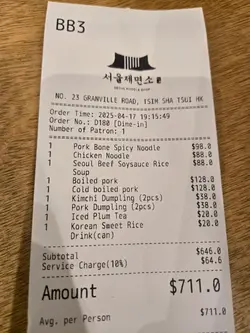 BB3
서울제면소
SEOUL NOODLE SHOP
NO. 23 GRANVILLE ROAD, TSIM SHA TSUI HK
Order Time: 2025-04-17 19:15:49
Order No.: D180 [Dine-in]
Number of Patron: 1
1 Pork Bone Spicy Noodle $98.0
1 Chicken Noodle $88.0
1 Seoul Beef Soysauce Rice Soup $88.0
1 Boiled pork $128.0
1 Cold boiled pork $128.0
1 Kimchi Dumpling (2pcs) $38.0
1 Pork Dumpling (2pcs) $38.0
1 Iced Plum Tea $20.0
1 Korean Sweet Rice Drink(can) $20.0
Subtotal $646.0
Service Charge(10%) $64.6
Amount $711.0
Avg. per Person $711.0